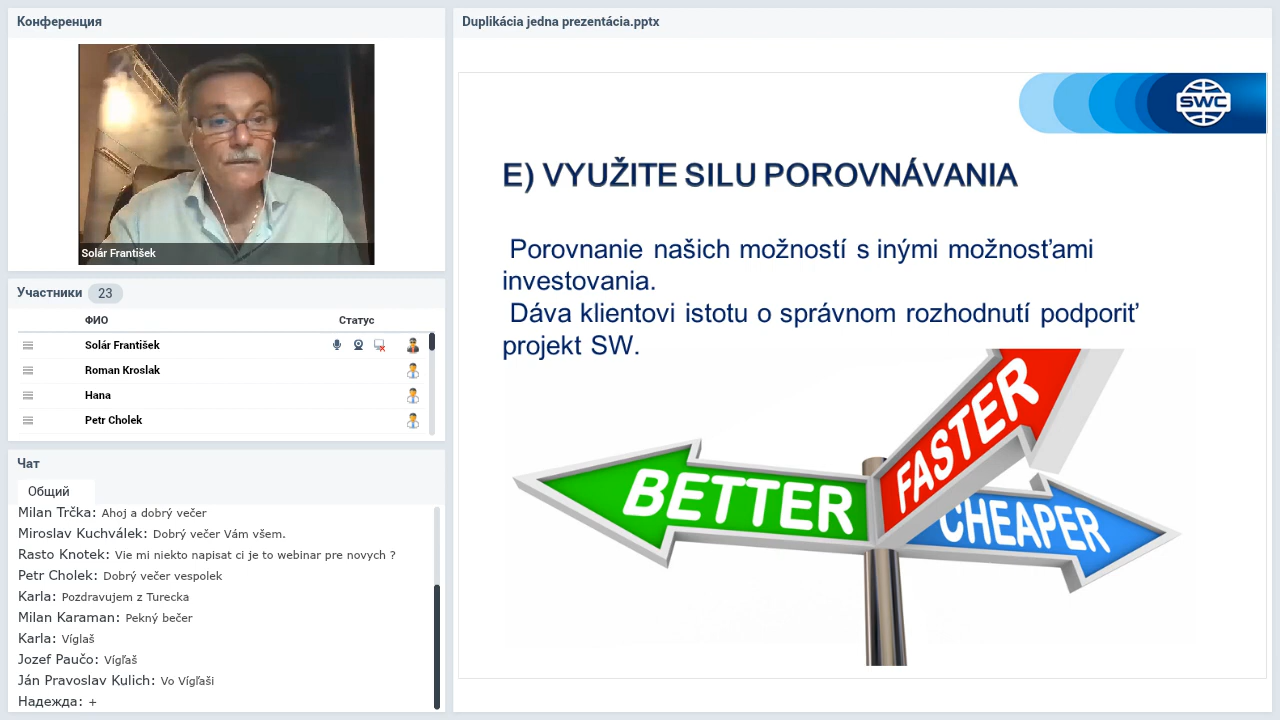 Конференция
Solár František
Участники 23
ФИО Статус
Solár František
Roman Kroslak
Hana
Petr Cholek
Чат
Общий
Milan Trčka: Ahoj a dobrý večer
Miroslav Kuchválek: Dobrý večer Vám všem.
Rasto Knotek: Vie mi niekto napisat ci je to webinar pre novych ?
Petr Cholek: Dobrý večer vespolek
Karla: Pozdravujem z Turecka
Milan Karaman: Pekný bečer
Karla: Víglaš
Jozef Paučo: Vígľaš
Ján Pravoslav Kulich: Vo Vígľaši
Надежда: +
Duplikácia jedna prezentácia.pptx
SWC
E) VYUŽITE SILU POROVNÁVANIA
Porovnanie našich možností s inými možnosťami
investovania.
Dáva klientovi istotu o správnom rozhodnutí podporiť
projekt SW.
BETTER
FASTER
CHEAPER